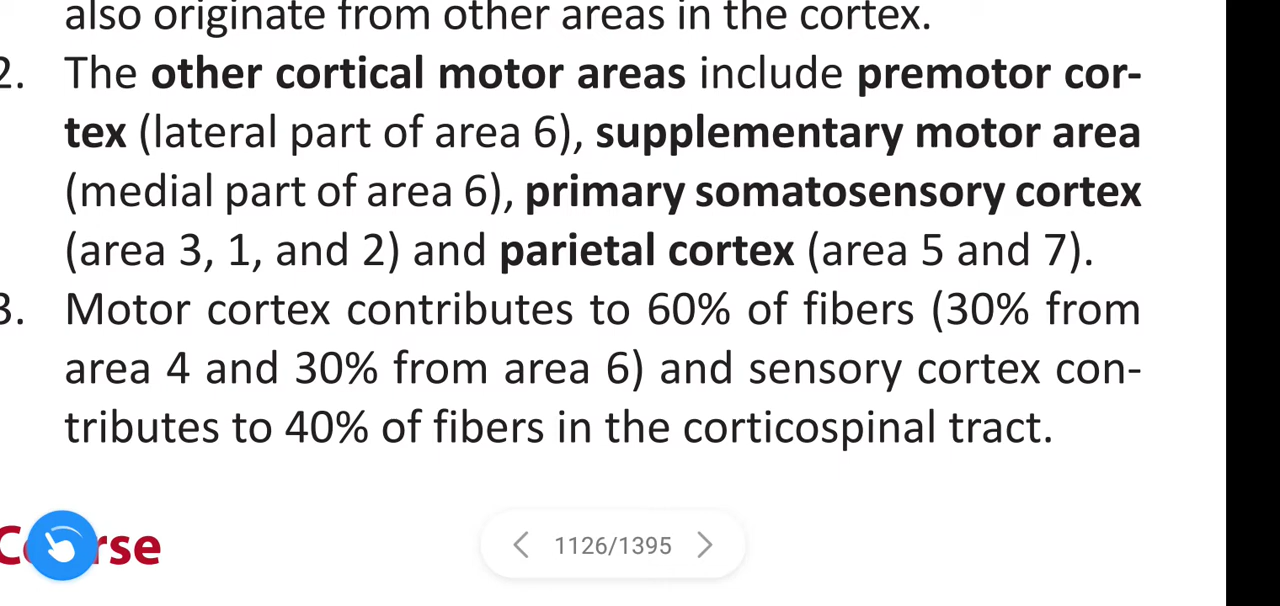 also originate from other areas in the cortex.
2. The other cortical motor areas include premotor cor-
tex (lateral part of area 6), supplementary motor area
(medial part of area 6), primary somatosensory cortex
(area 3, 1, and 2) and parietal cortex (area 5 and 7).
3. Motor cortex contributes to 60% of fibers (30% from
area 4 and 30% from area 6) and sensory cortex con-
tributes to 40% of fibers in the corticospinal tract.
1126/1395